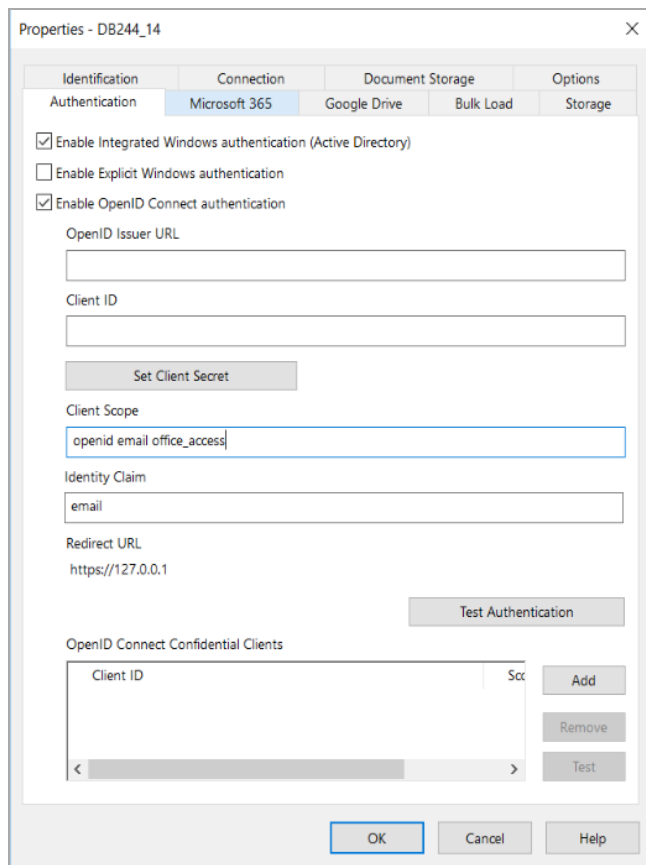 Properties - DB244_14
Identification Connection Document Storage Options
Authentication Microsoft 365 Google Drive Bulk Load Storage
Enable Integrated Windows authentication (Active Directory)
Enable Explicit Windows authentication
Enable OpenID Connect authentication
OpenID Issuer URL
Client ID
Set Client Secret
Client Scope
openid email office_access
Identity Claim
email
Redirect URL
https://127.0.0.1
Test Authentication
OpenID Connect Confidential Clients
Client ID Add
Remove
Test
OK Cancel Help